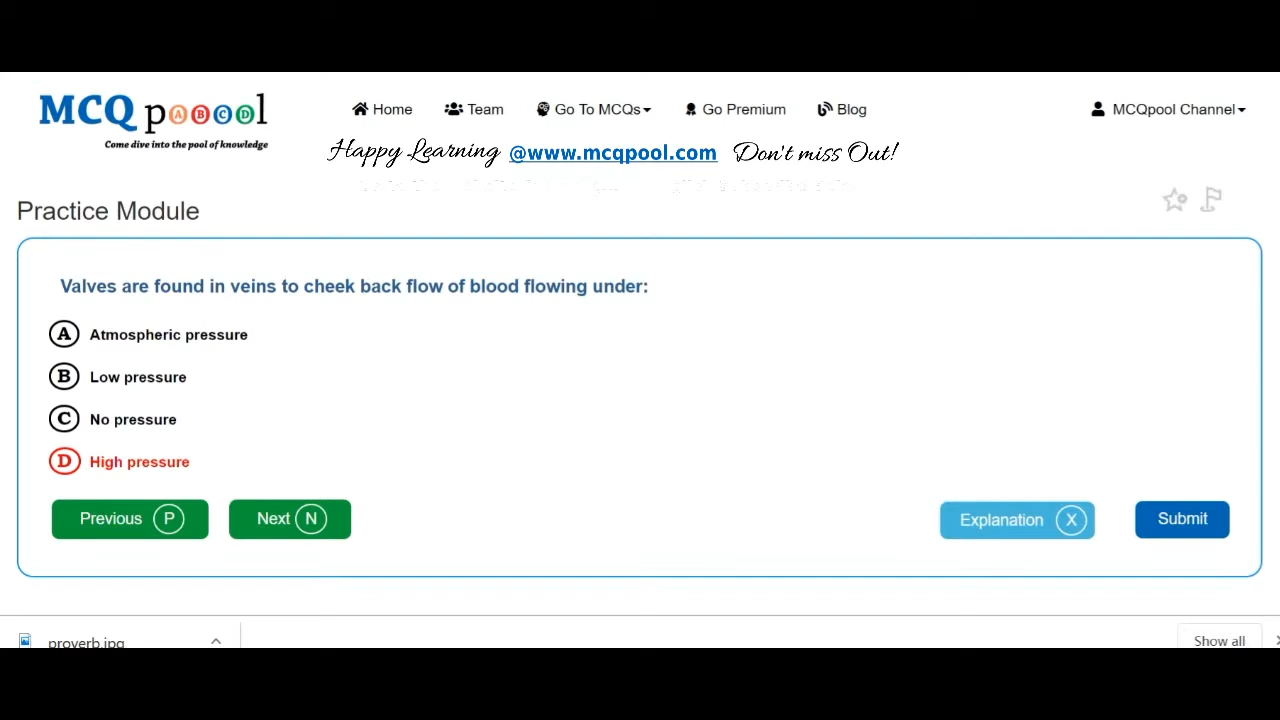 MCQ pool
Come dive into the pool of knowledge
Home Team Go To MCQs Go Premium Blog MCQpool Channel
Happy Learning @www.mcqpool.com Don't miss Out!
Practice Module
Valves are found in veins to cheek back flow of blood flowing under:
A Atmospheric pressure
B Low pressure
C No pressure
D High pressure
Previous P Next N Explanation X Submit
proverb.jpg Show all